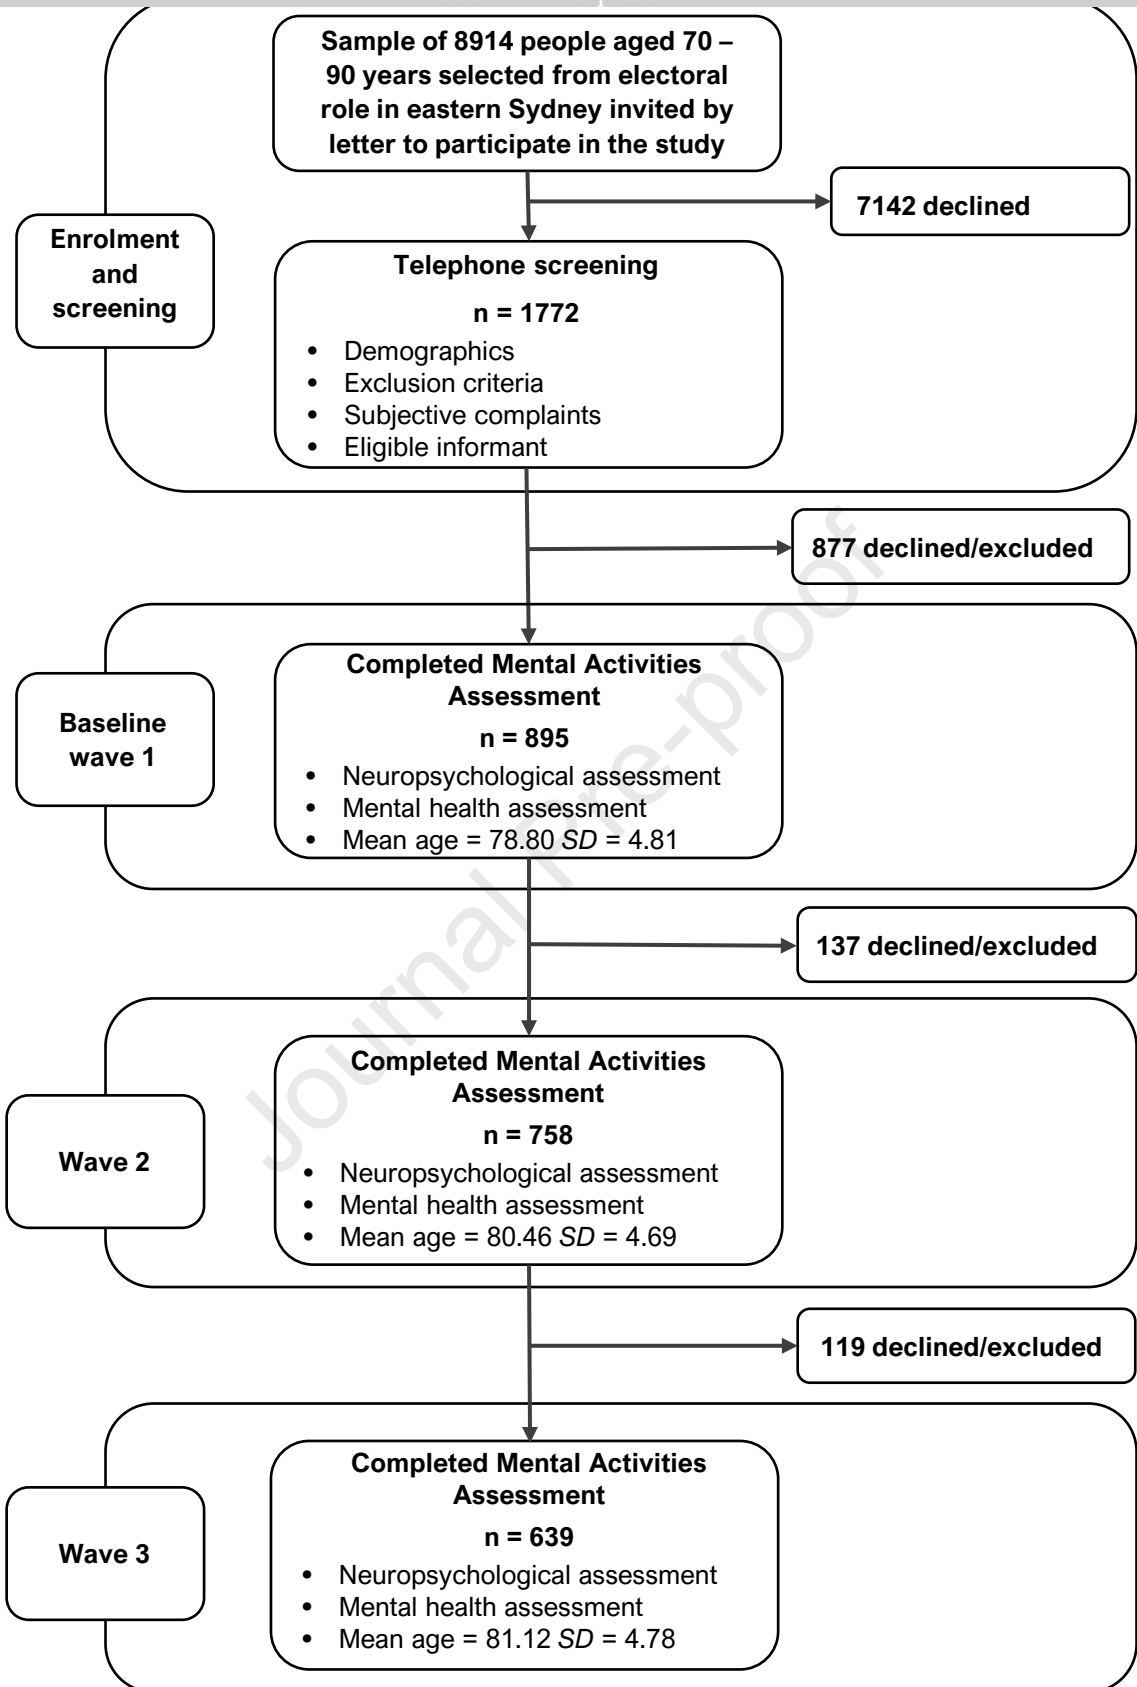 Sample of 8914 people aged 70 –
90 years selected from electoral
role in eastern Sydney invited by
letter to participate in the study
7142 declined
Enrolment
and
screening
Telephone screening
n = 1772
• Demographics
• Exclusion criteria
• Subjective complaints
• Eligible informant
877 declined/excluded
Baseline
wave 1
Completed Mental Activities
Assessment
n = 895
• Neuropsychological assessment
• Mental health assessment
• Mean age = 78.80 SD = 4.81
137 declined/excluded
Wave 2
Completed Mental Activities
Assessment
n = 758
• Neuropsychological assessment
• Mental health assessment
• Mean age = 80.46 SD = 4.69
119 declined/excluded
Wave 3
Completed Mental Activities
Assessment
n = 639
• Neuropsychological assessment
• Mental health assessment
• Mean age = 81.12 SD = 4.78
Journal Pre-proof